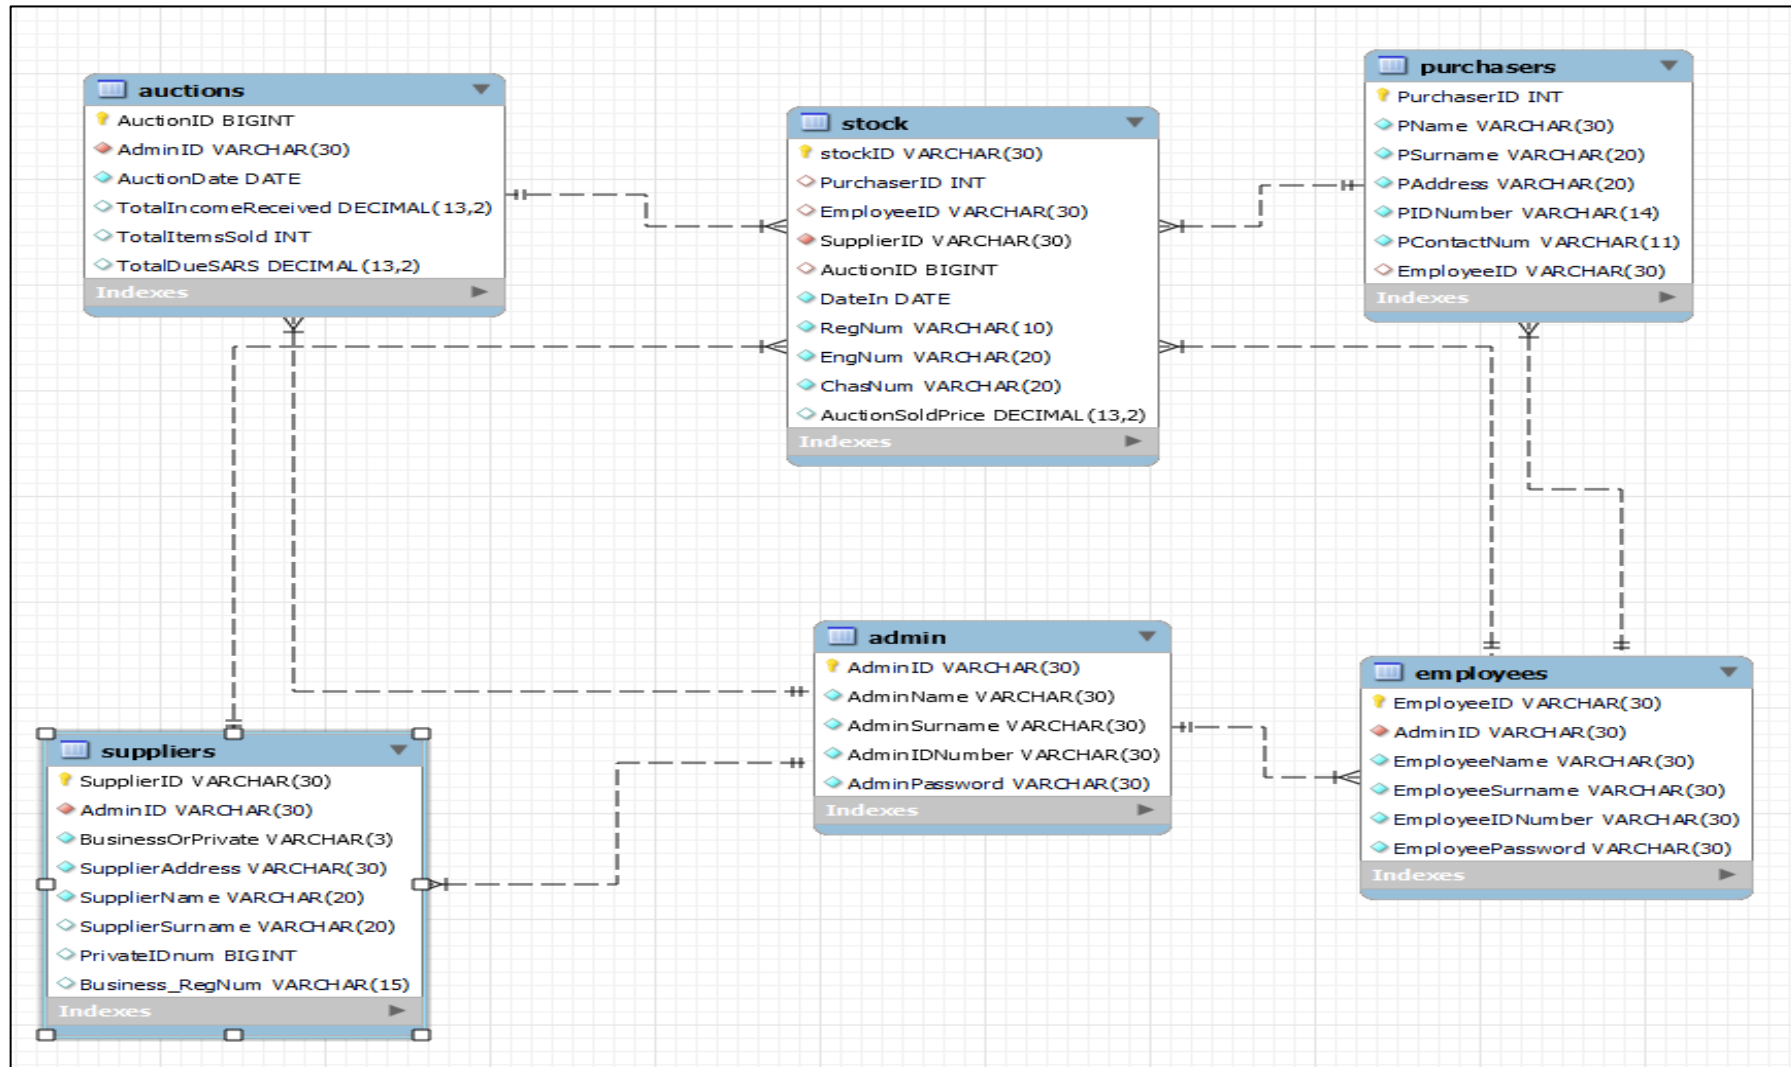 auctions
AuctionID BIGINT
AdminID VARCHAR(30)
AuctionDate DATE
TotalIncomeReceived DECIMAL(13,2)
TotalItemsSold INT
TotalDueSARS DECIMAL(13,2)
Indexes
stock
stockID VARCHAR(30)
PurchaserID INT
EmployeeID VARCHAR(30)
SupplierID VARCHAR(30)
AuctionID BIGINT
DateIn DATE
RegNum VARCHAR(10)
EngNum VARCHAR(20)
ChasNum VARCHAR(20)
AuctionSoldPrice DECIMAL(13,2)
Indexes
purchasers
PurchaserID INT
PName VARCHAR(30)
PSurname VARCHAR(20)
PAddress VARCHAR(20)
PIDNumber VARCHAR(14)
PContactNum VARCHAR(11)
EmployeeID VARCHAR(30)
Indexes
suppliers
SupplierID VARCHAR(30)
AdminID VARCHAR(30)
BusinessOrPrivate VARCHAR(3)
SupplierAddress VARCHAR(30)
SupplierName VARCHAR(20)
SupplierSurname VARCHAR(20)
PrivateIDnum BIGINT
Business_RegNum VARCHAR(15)
Indexes
admin
AdminID VARCHAR(30)
AdminName VARCHAR(30)
AdminSurname VARCHAR(30)
AdminIDNumber VARCHAR(30)
AdminPassword VARCHAR(30)
Indexes
employees
EmployeeID VARCHAR(30)
AdminID VARCHAR(30)
EmployeeName VARCHAR(30)
EmployeeSurname VARCHAR(30)
EmployeeIDNumber VARCHAR(30)
EmployeePassword VARCHAR(30)
Indexes